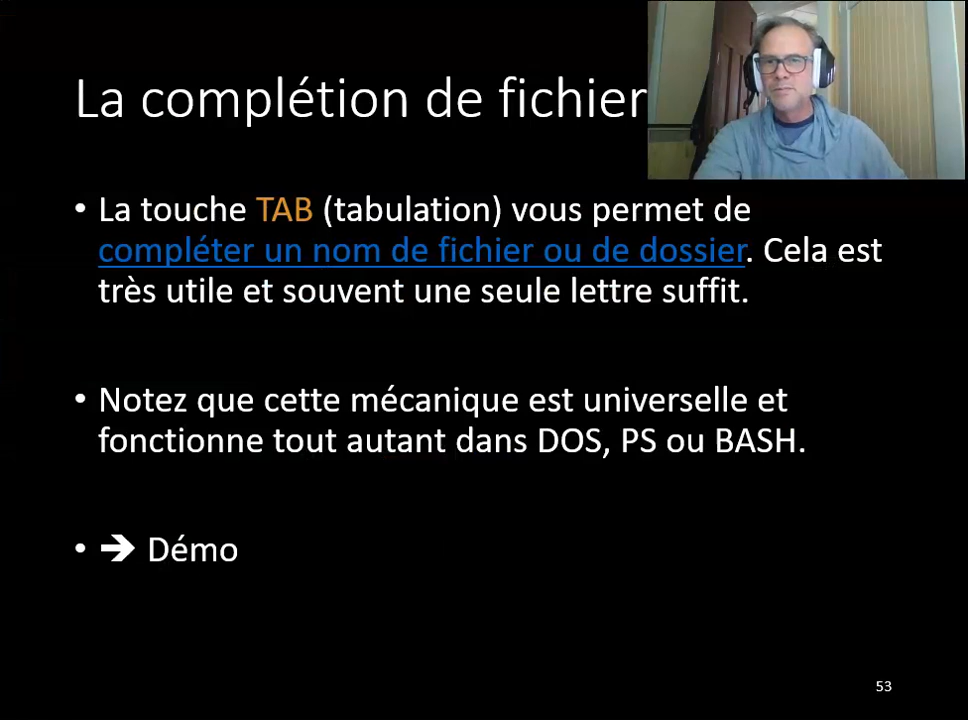 La complétion de fichier
• La touche TAB (tabulation) vous permet de
compléter un nom de fichier ou de dossier. Cela est
très utile et souvent une seule lettre suffit.
• Notez que cette mécanique est universelle et
fonctionne tout autant dans DOS, PS ou BASH.
• 🡺 Démo
53